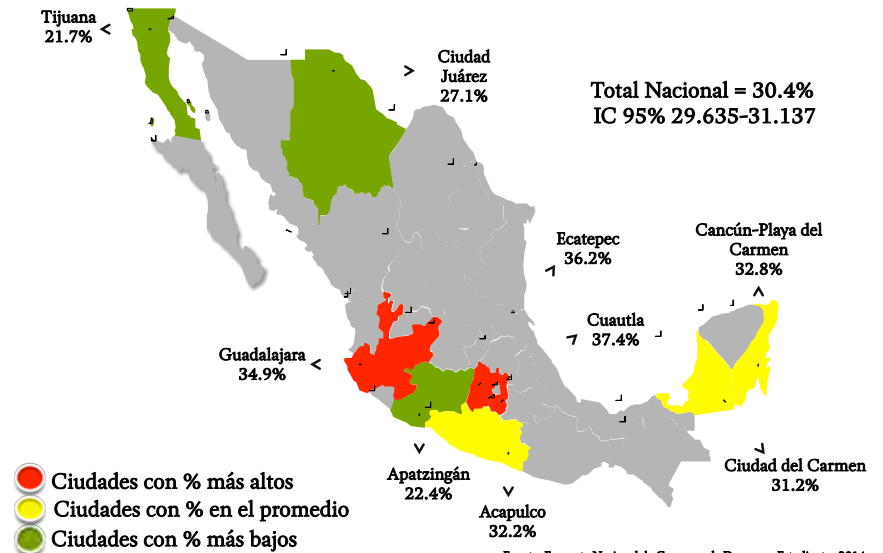 Tijuana
21.7%
Ciudad
Juárez
27.1%
Total Nacional = 30.4%
IC 95% 29.635-31.137
Ecatepec
36.2%
Cancún-Playa del
Carmen
32.8%
Cuautla
37.4%
Guadalajara
34.9%
Apatzingán
22.4%
Acapulco
32.2%
Ciudad del Carmen
31.2%
Ciudades con % más altos
Ciudades con % en el promedio
Ciudades con % más bajos